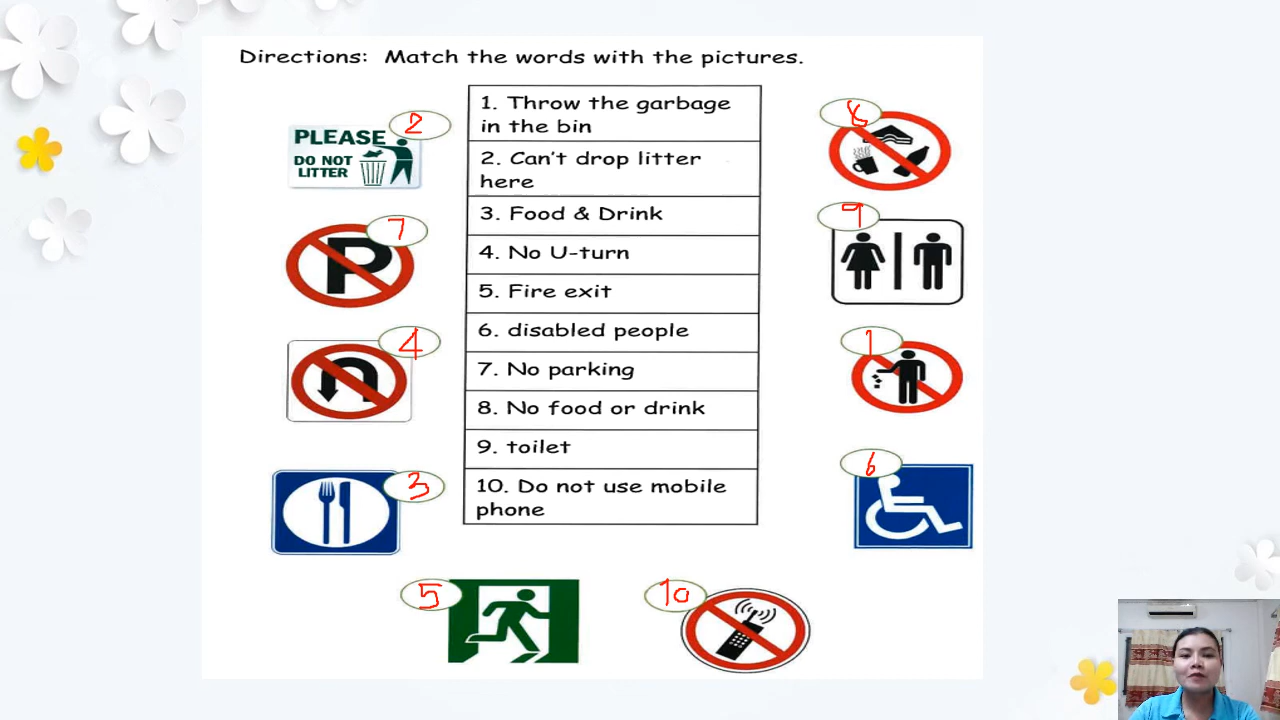 Directions: Match the words with the pictures.
1. Throw the garbage
in the bin
2. Can't drop litter
here
3. Food & Drink
4. No U-turn
5. Fire exit
6. disabled people
7. No parking
8. No food or drink
9. toilet
10. Do not use mobile
phone
2
PLEASE
DO NOT
LITTER
7
P
4
3
5
8
9
1
6
10